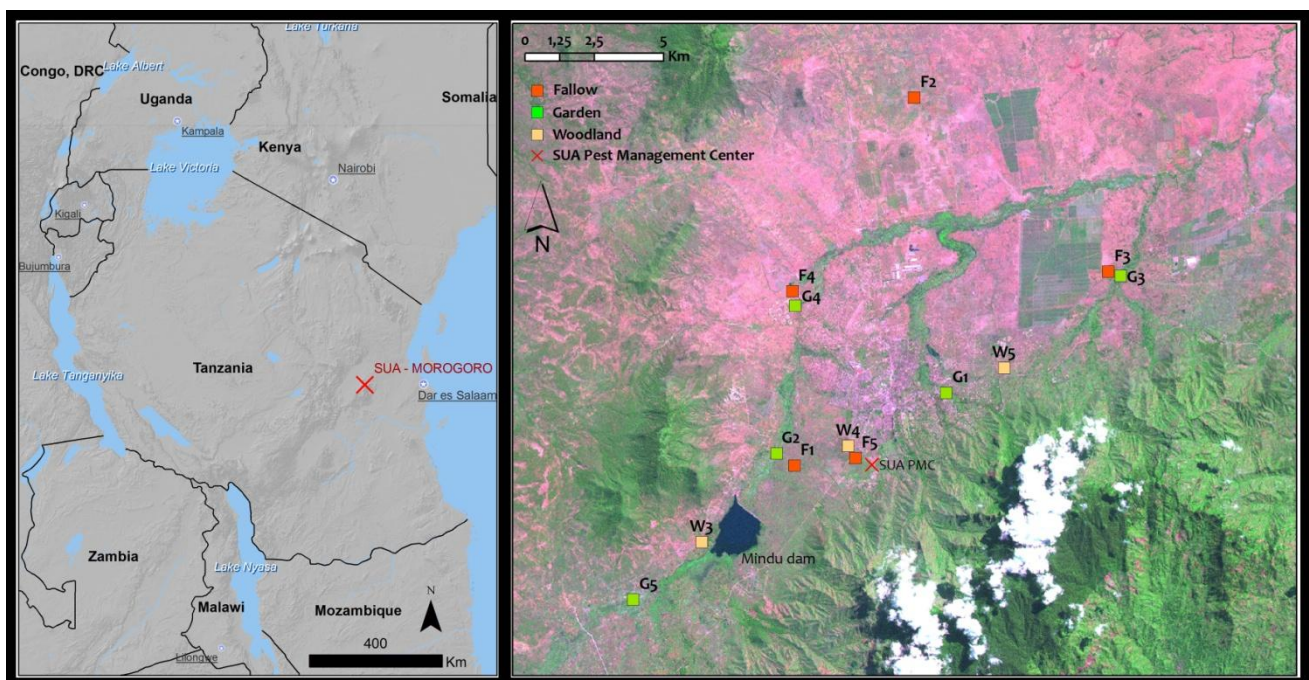 Lake Turkana
Congo, DRC
Lake Albert
Uganda
Somalia
Kampala
Kenya
Lake Victoria
Nairobi
Kigali
Bujumbura
Tanzania
SUA - MOROGORO
Lake Tanganyika
Dar es Salaam
Zambia
Lake Nyasa
Malawi
Mozambique
N
Lilongwe
400
Km
0 1,25 2,5 5
Km
Fallow
Garden
Woodland
SUA Pest Management Center
N
F2
F3
G3
F4
G4
W5
G1
W4
F5
G2
F1
SUA PMC
W3
Mindu dam
G5